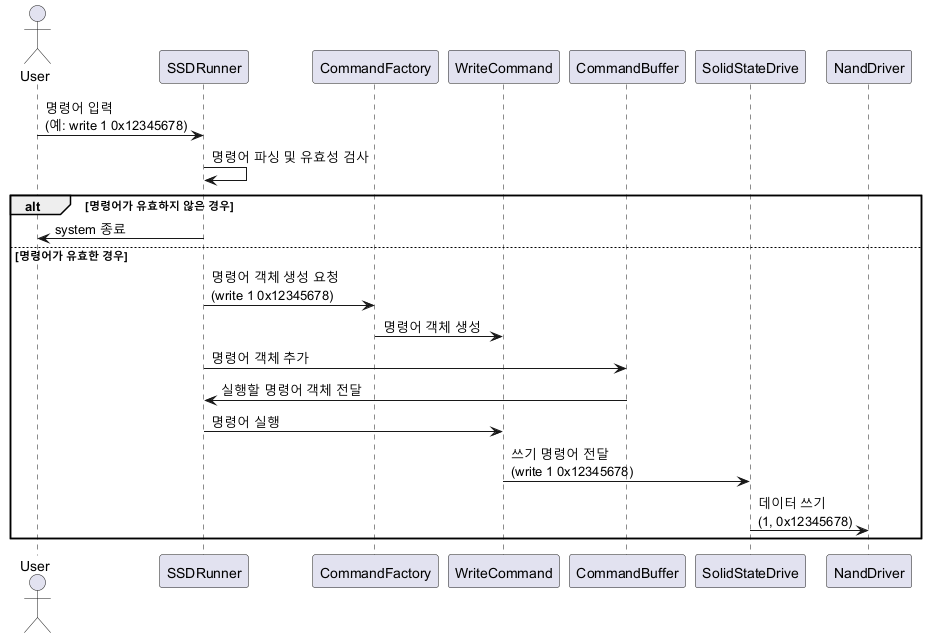 User
SSDRunner
CommandFactory
WriteCommand
CommandBuffer
SolidStateDrive
NandDriver
명령어 입력
(예: write 1 0x12345678)
명령어 파싱 및 유효성 검사
alt
[명령어가 유효하지 않은 경우]
system 종료
[명령어가 유효한 경우]
명령어 객체 생성 요청
(write 1 0x12345678)
명령어 객체 생성
명령어 객체 추가
실행할 명령어 객체 전달
명령어 실행
쓰기 명령어 전달
(write 1 0x12345678)
데이터 쓰기
(1, 0x12345678)
User
SSDRunner
CommandFactory
WriteCommand
CommandBuffer
SolidStateDrive
NandDriver